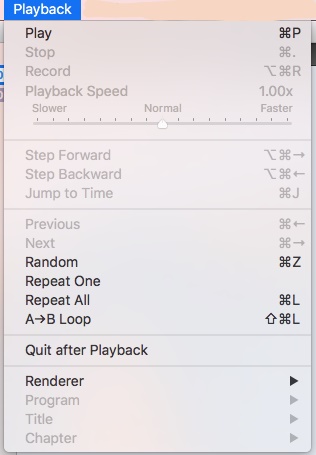 Playback
Play ⌘P
Stop ⌘.
Record ⌥⌘R
Playback Speed 1.00x
Slower Normal Faster
Step Forward ⌥⌘→
Step Backward ⌥⌘←
Jump to Time ⌘J
Previous ⌘←
Next ⌘→
Random ⌘Z
Repeat One
Repeat All ⌘L
A→B Loop ⇧⌘L
Quit after Playback
Renderer ▶
Program ▶
Title ▶
Chapter ▶